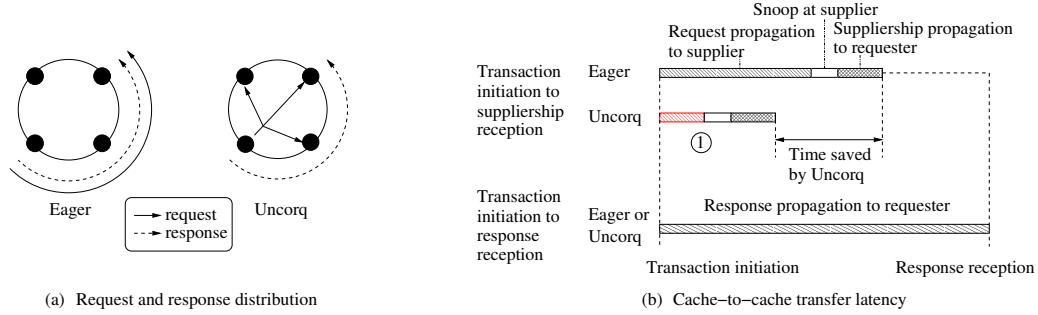 Eager
Uncorq
request
response
(a) Request and response distribution
Snoop at supplier
Request propagation
to supplier
Suppliership propagation
to requester
Transaction
initiation to
suppliership
reception
Eager
Uncorq
1
Time saved
by Uncorq
Transaction
initiation to
response
reception
Eager or
Uncorq
Response propagation to requester
Transaction initiation
Response reception
(b) Cache−to−cache transfer latency